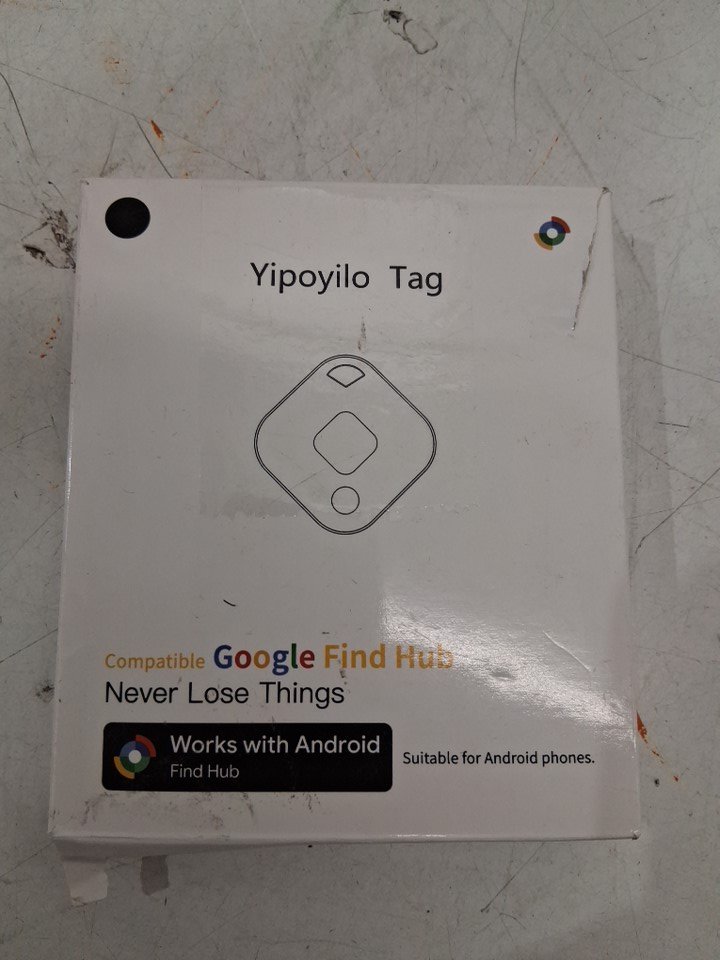 Yipoyilo Tag
Compatible Google Find Hub
Never Lose Things
Works with Android
Find Hub
Suitable for Android phones.